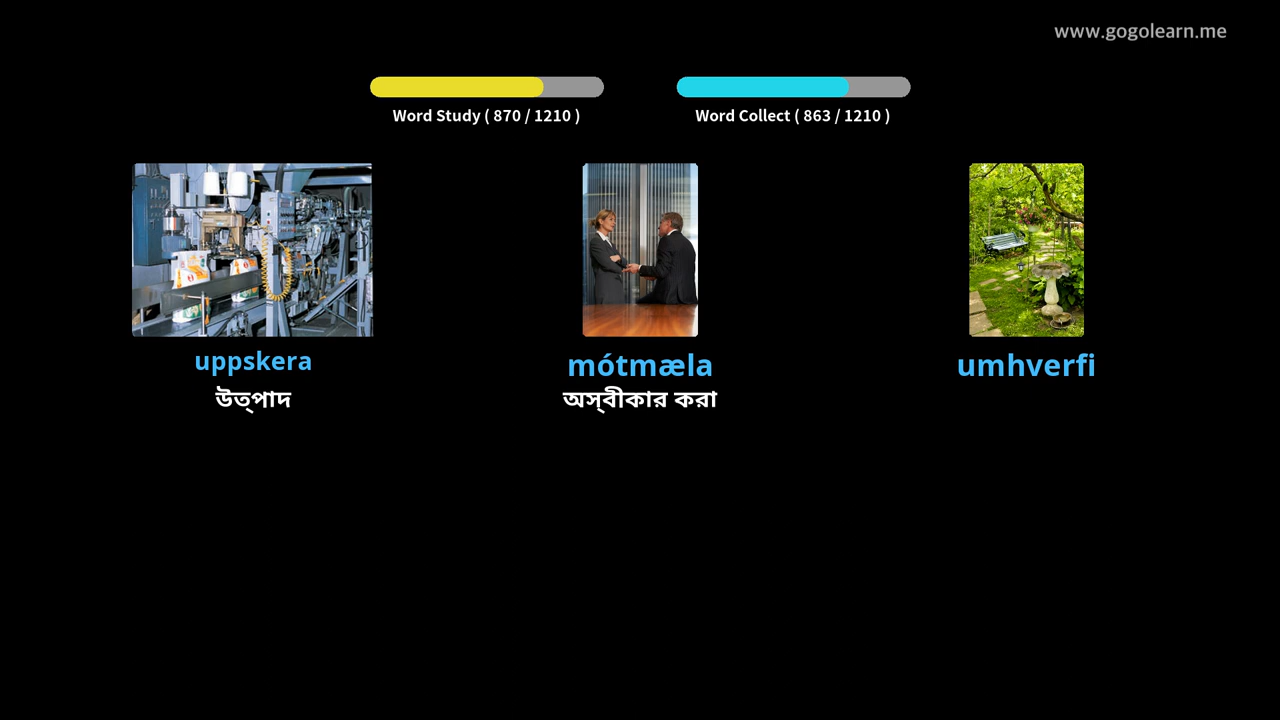 www.gogolearn.me
Word Study ( 870 / 1210 )
Word Collect ( 863 / 1210 )
uppskera
mótmæla
umhverfi
উত্পাদ
অস্বীকার করা